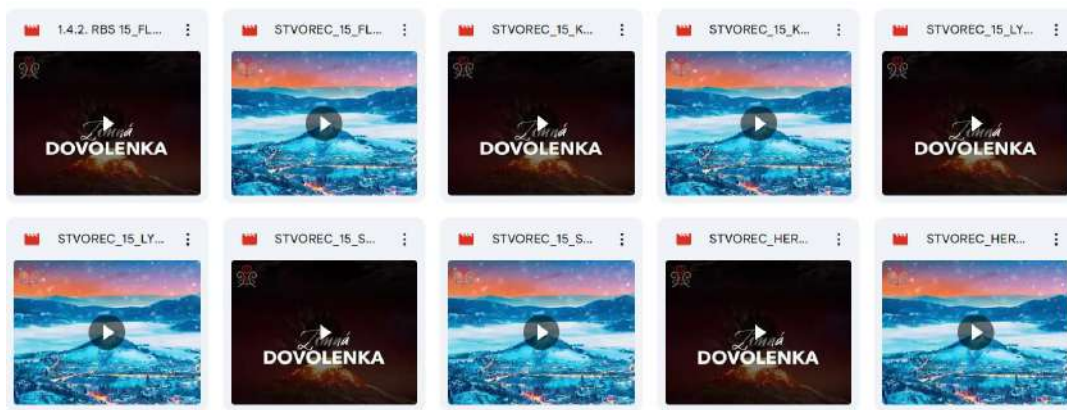 1.4.2. RBS 15_FL...
STVOREC_15_FL...
STVOREC_15_K...
STVOREC_15_K...
STVOREC_15_LY...
Zimná
DOVOLENKA
Zimná
DOVOLENKA
Zimná
DOVOLENKA
STVOREC_15_LY...
STVOREC_15_S...
STVOREC_15_S...
STVOREC_HER...
STVOREC_HER...
Zimná
DOVOLENKA
Zimná
DOVOLENKA